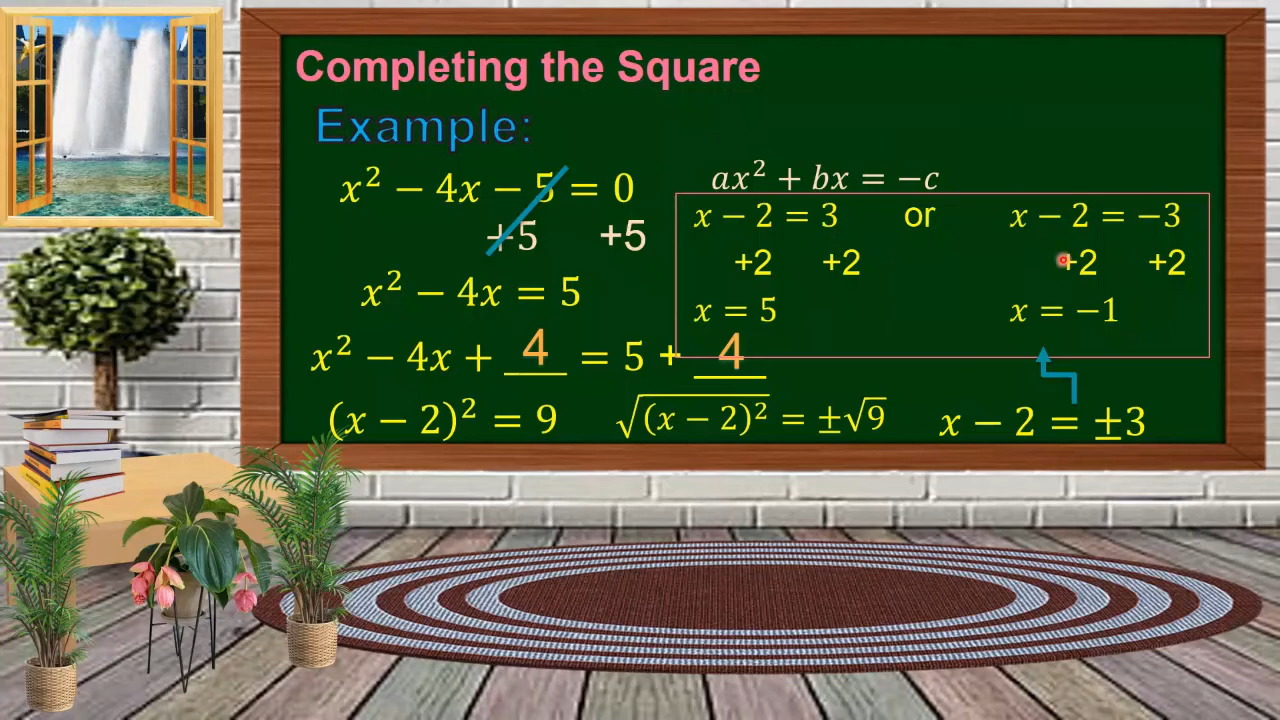 Completing the Square
Example:
x² − 4x − 5 = 0
+5 +5
x² − 4x = 5
x² − 4x + 4 = 5 + 4
(x − 2)² = 9 √(x − 2)² = ±√9 x − 2 = ±3
ax² + bx = −c
x − 2 = 3 or x − 2 = −3
+2 +2 +2 +2
x = 5 x = −1